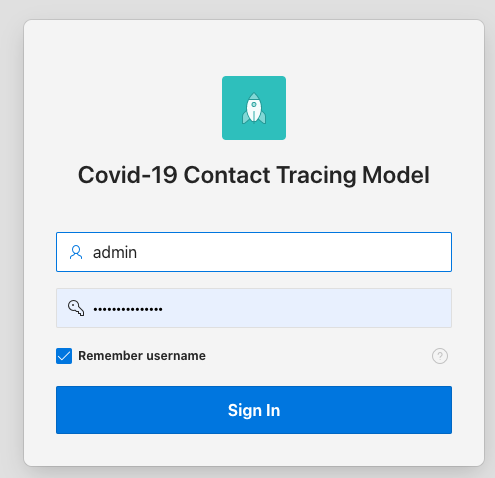 Covid-19 Contact Tracing Model
admin
•••••••••••••••
Remember username
?
Sign In